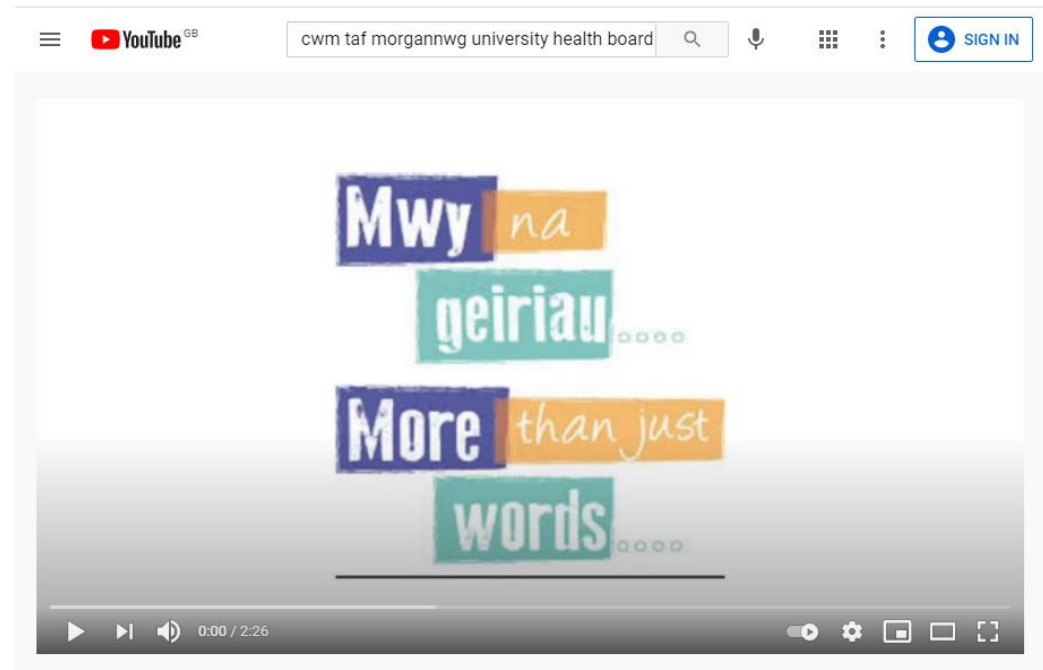 YouTube GB
cwm taf morgannwg university health board
SIGN IN
Mwy na
geiriau....
More than just
words....
0:00 / 2:26